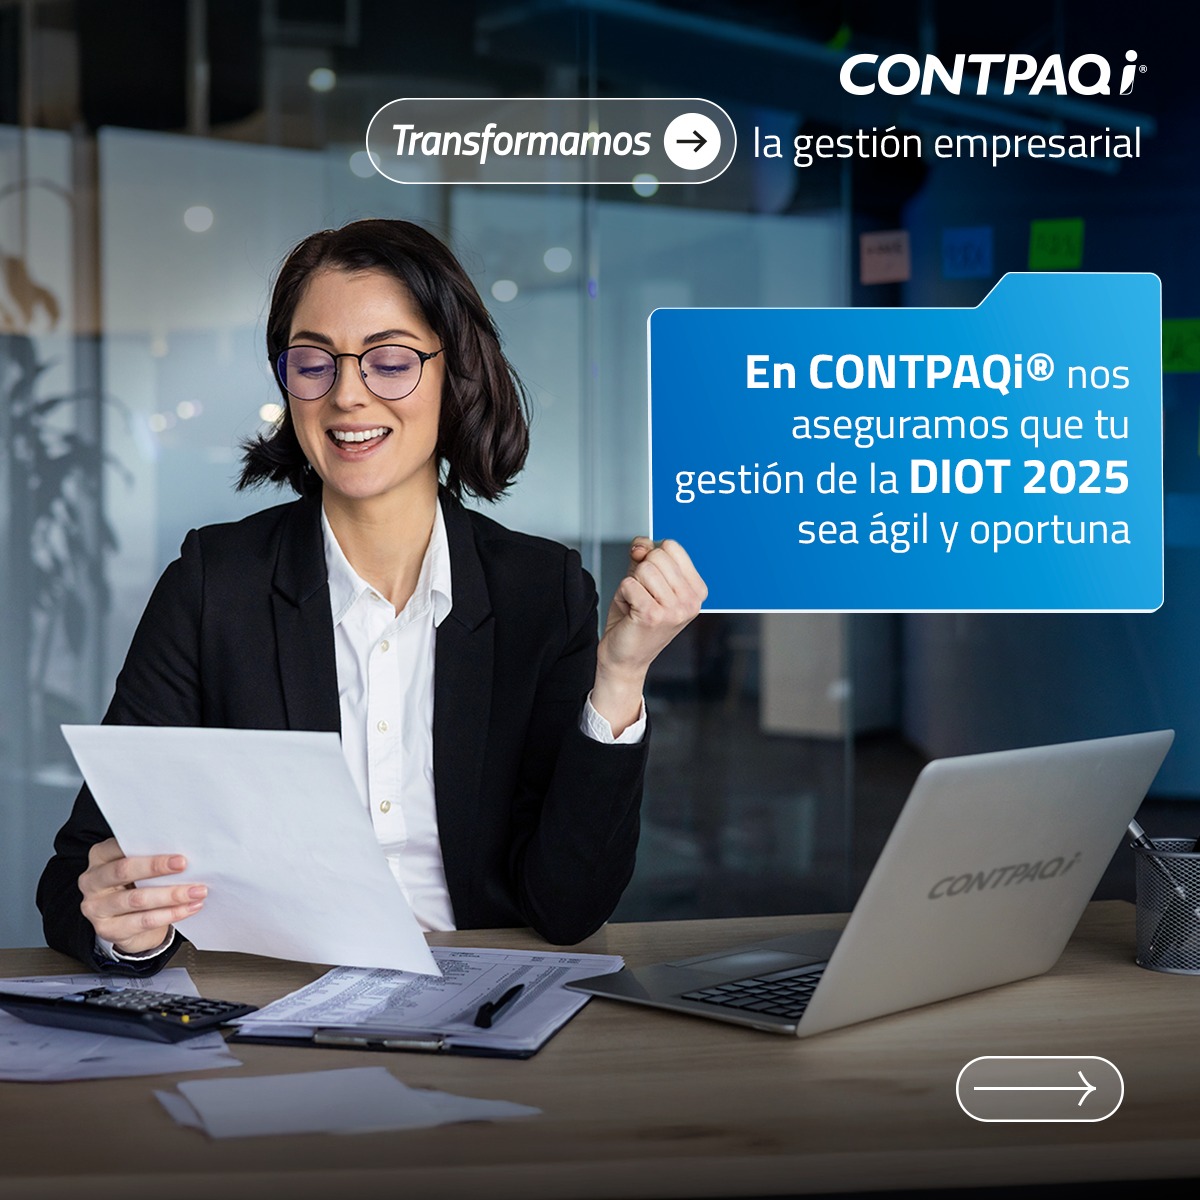 CONTPAQi®
Transformamos → la gestión empresarial
En CONTPAQi® nos
aseguramos que tu
gestión de la DIOT 2025
sea ágil y oportuna
CONTPAQi